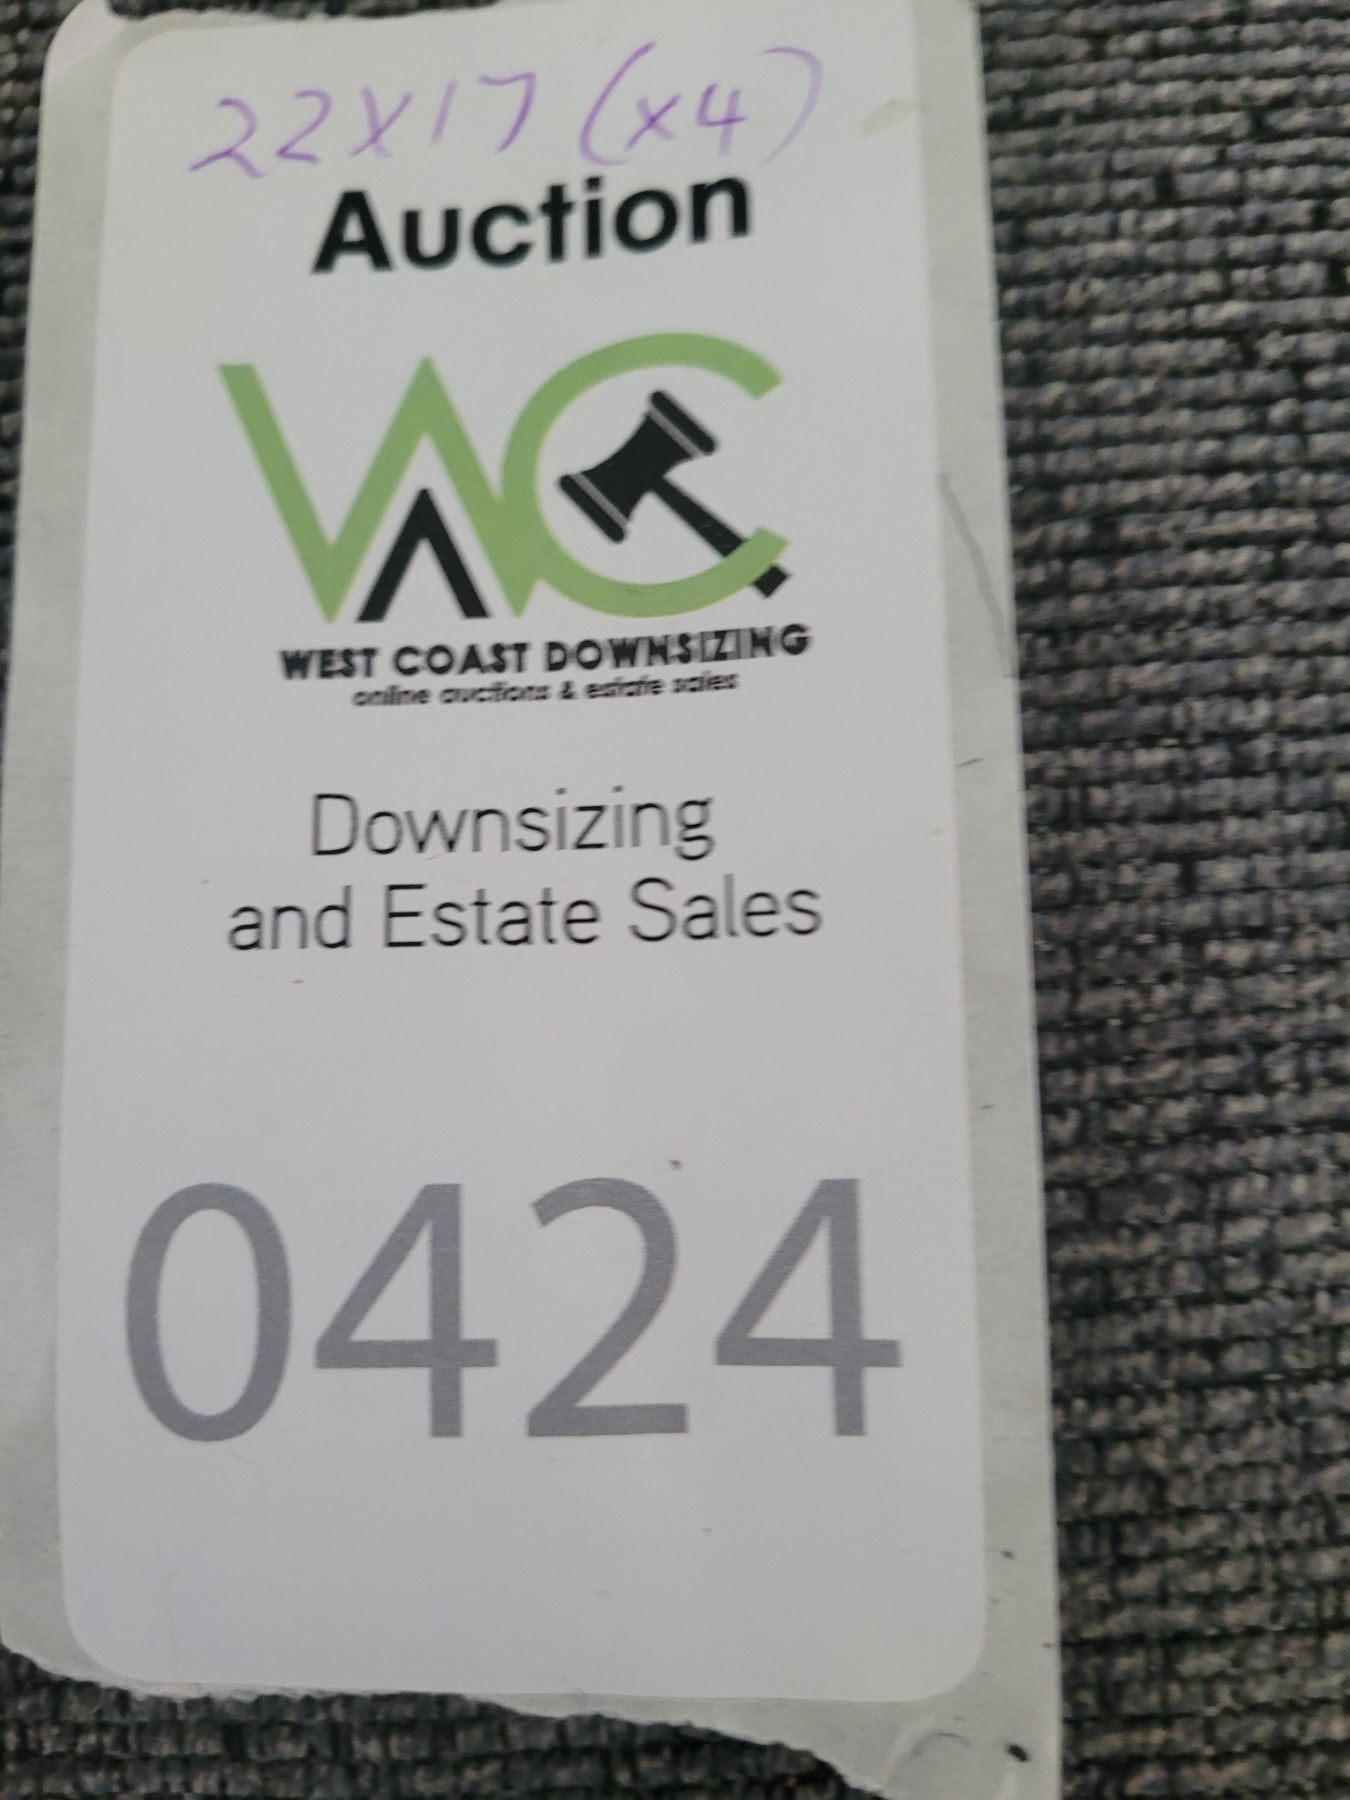 22X17 (x4)
Auction
WC
WEST COAST DOWNSIZING
online auctions & estate sales
Downsizing
and Estate Sales
0424